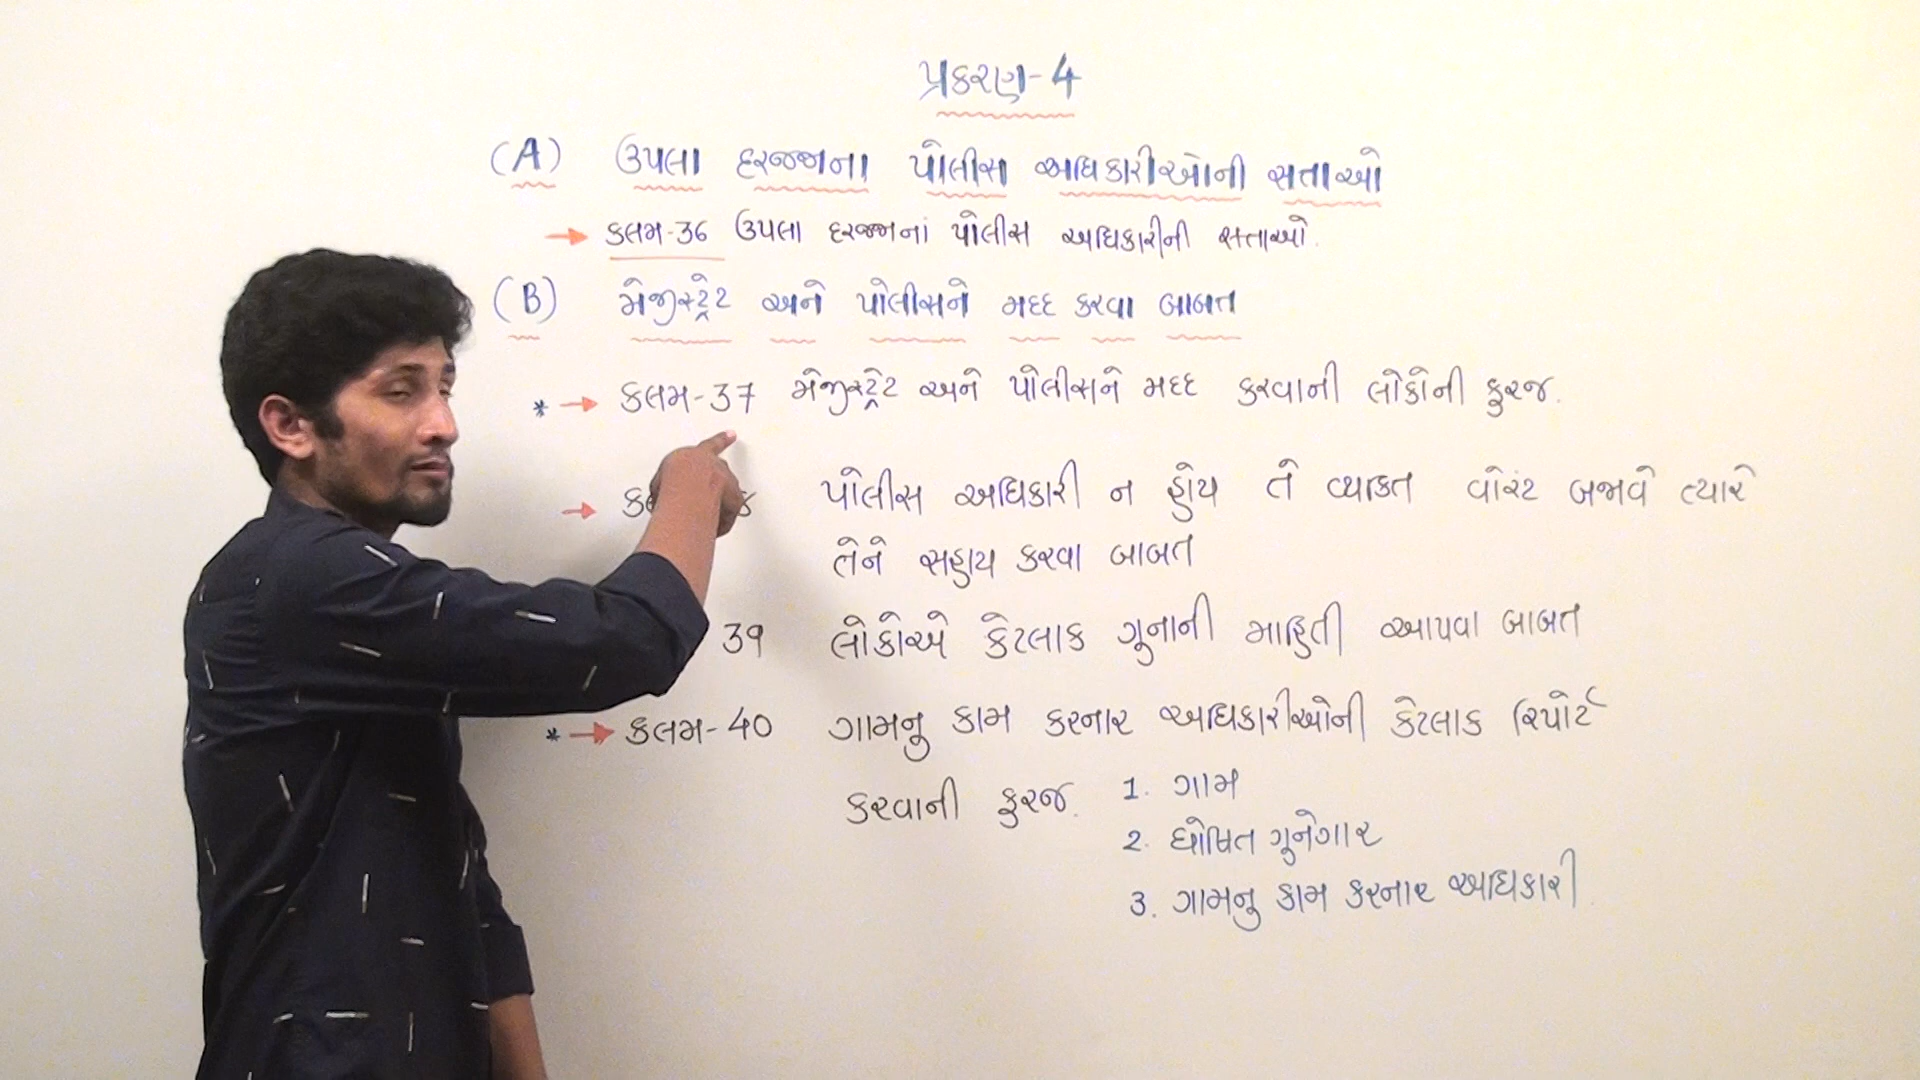 પ્રકરણ-4
(A) ઉપલા દરજ્જાના પોલીસ અધિકારીઓની સત્તાઓ
→ કલમ-36 ઉપલા દરજ્જાનાં પોલીસ અધિકારીની સત્તાઓ.
(B) મેજીસ્ટ્રેટ અને પોલીસને મદદ કરવા બાબત
* → કલમ-37 મેજીસ્ટ્રેટ અને પોલીસને મદદ કરવાની લોકોની ફરજ.
→ પોલીસ અધિકારી ન હોય તે વ્યકિત વોરંટ બજાવે ત્યારે
તેને સહાય કરવા બાબત
39 લોકોએ કેટલાક ગુનાની માહિતી આપવા બાબત
* → કલમ-40 ગામનુ કામ કરનાર અધિકારીઓની કેટલાક રિપોર્ટ
કરવાની ફરજ.
1. ગામ
2. ઘોષિત ગુનેગાર
3. ગામનુ કામ કરનાર અધિકારી